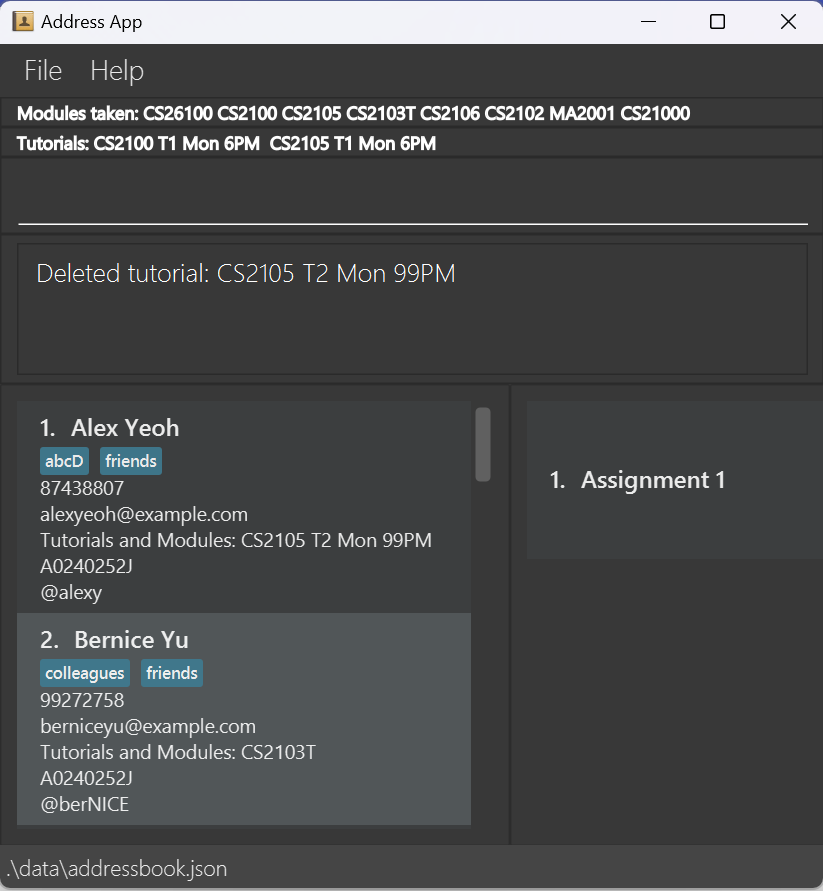 Address App
File Help
Modules taken: CS26100 CS2100 CS2105 CS2103T CS2106 CS2102 MA2001 CS21000
Tutorials: CS2100 T1 Mon 6PM  CS2105 T1 Mon 6PM
Deleted tutorial: CS2105 T2 Mon 99PM
1. Alex Yeoh
abcD friends
87438807
alexyeoh@example.com
Tutorials and Modules: CS2105 T2 Mon 99PM
A0240252J
@alexy
2. Bernice Yu
colleagues friends
99272758
berniceyu@example.com
Tutorials and Modules: CS2103T
A0240252J
@berNICE
1. Assignment 1
.\data\addressbook.json